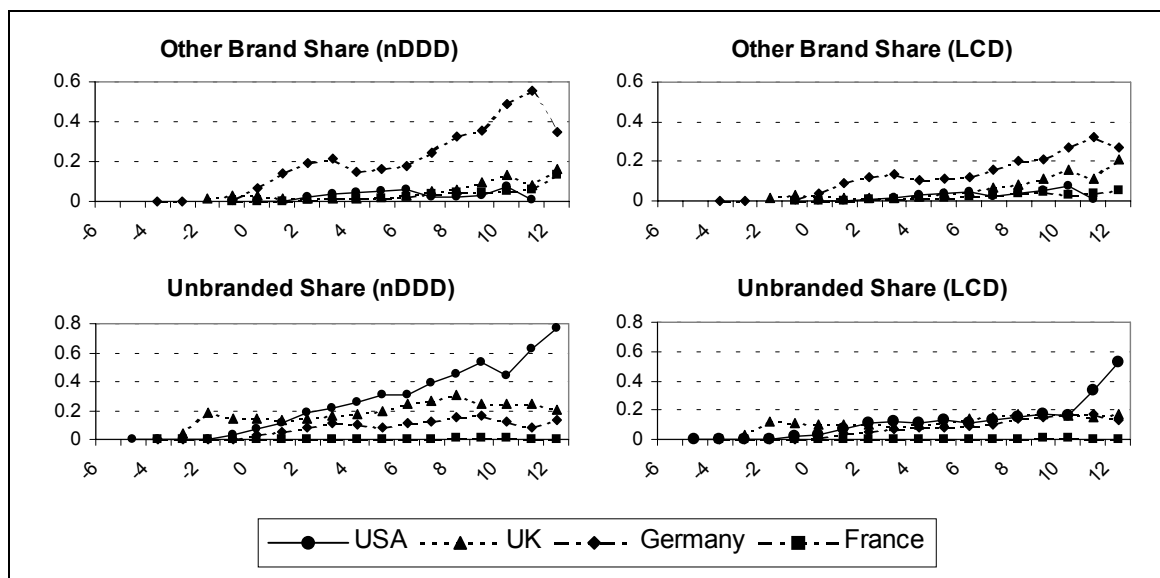 Other Brand Share (nDDD)
0.6
0.4
0.2
0
-6 -4 -2 0 2 4 6 8 10 12
Other Brand Share (LCD)
0.6
0.4
0.2
0
-6 -4 -2 0 2 4 6 8 10 12
Unbranded Share (nDDD)
0.8
0.6
0.4
0.2
0
-6 -4 -2 0 2 4 6 8 10 12
Unbranded Share (LCD)
0.8
0.6
0.4
0.2
0
-6 -4 -2 0 2 4 6 8 10 12
USA UK Germany France